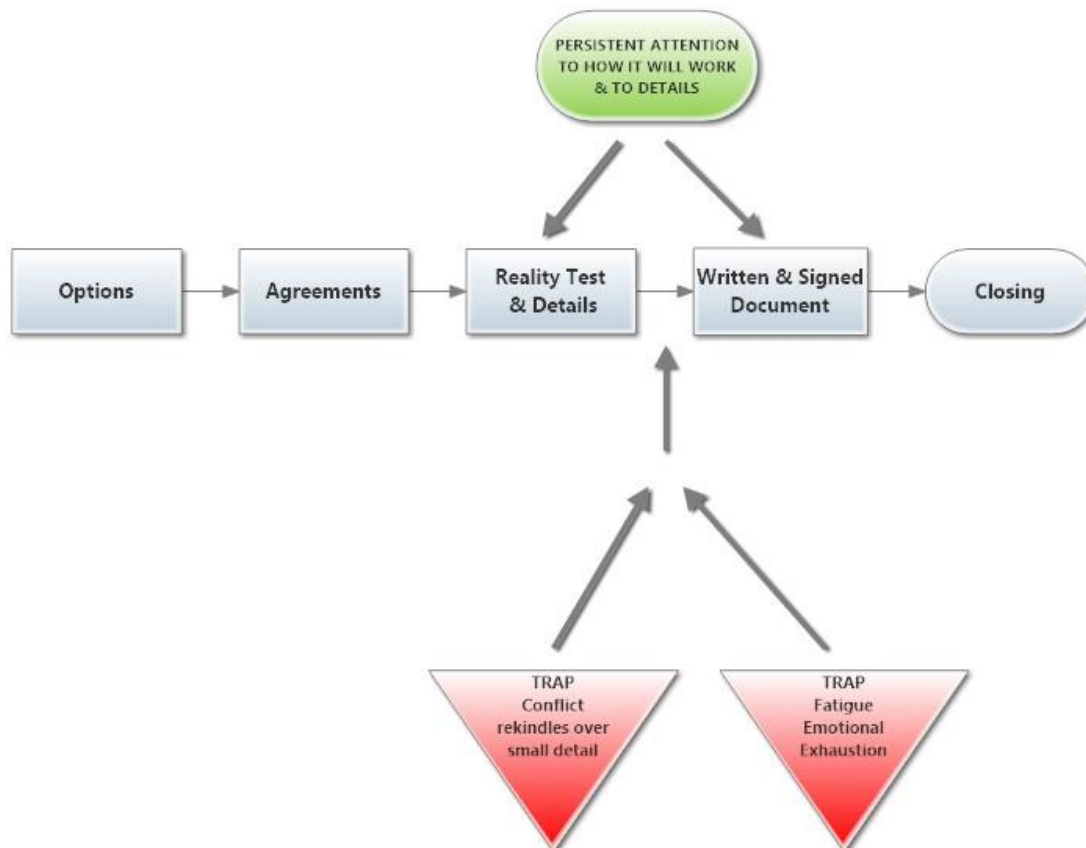 PERSISTENT ATTENTION
TO HOW IT WILL WORK
& TO DETAILS
Options
Agreements
Reality Test
& Details
Written & Signed
Document
Closing
TRAP
Conflict
rekindles over
small detail
TRAP
Fatigue
Emotional
Exhaustion